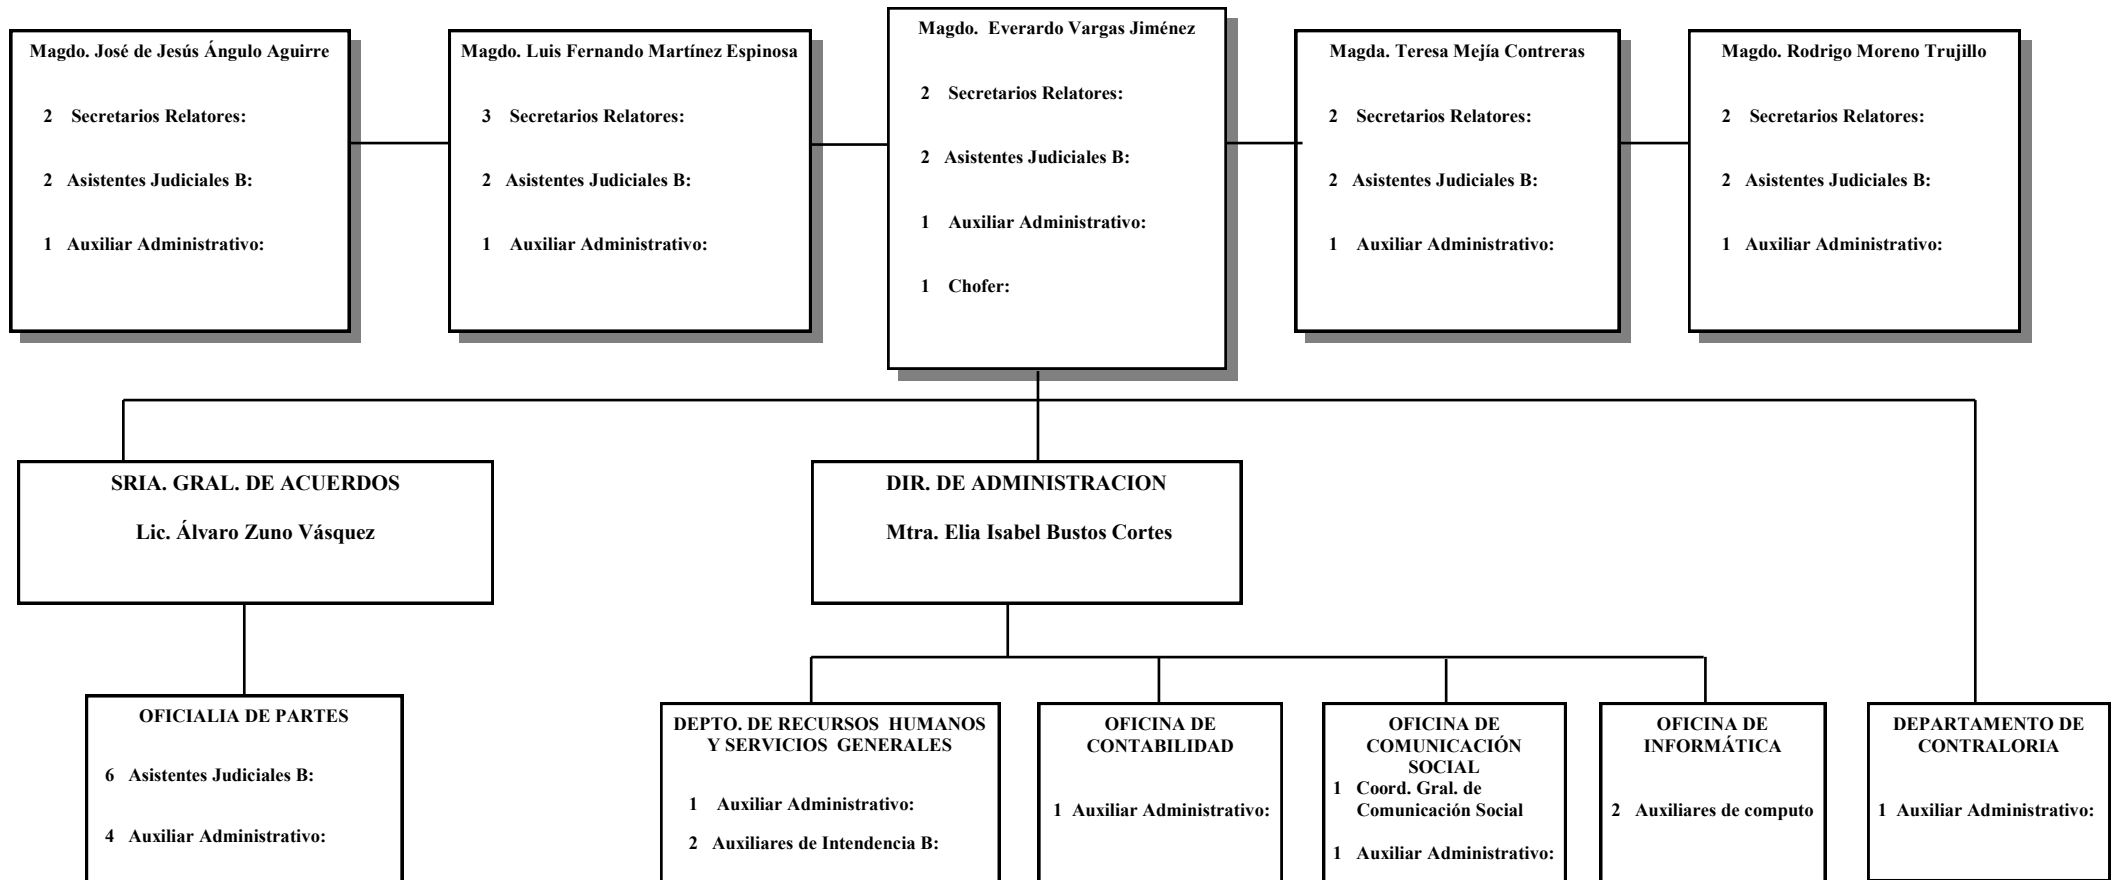 Magdo. José de Jesús Ángulo Aguirre
2 Secretarios Relatores:
2 Asistentes Judiciales B:
1 Auxiliar Administrativo:
Magdo. Luis Fernando Martínez Espinosa
3 Secretarios Relatores:
2 Asistentes Judiciales B:
1 Auxiliar Administrativo:
Magdo. Everardo Vargas Jiménez
2 Secretarios Relatores:
2 Asistentes Judiciales B:
1 Auxiliar Administrativo:
1 Chofer:
Magda. Teresa Mejía Contreras
2 Secretarios Relatores:
2 Asistentes Judiciales B:
1 Auxiliar Administrativo:
Magdo. Rodrigo Moreno Trujillo
2 Secretarios Relatores:
2 Asistentes Judiciales B:
1 Auxiliar Administrativo:
SRIA. GRAL. DE ACUERDOS
Lic. Álvaro Zuno Vásquez
DIR. DE ADMINISTRACION
Mtra. Elia Isabel Bustos Cortes
OFICIALIA DE PARTES
6 Asistentes Judiciales B:
4 Auxiliar Administrativo:
DEPTO. DE RECURSOS HUMANOS
Y SERVICIOS GENERALES
1 Auxiliar Administrativo:
2 Auxiliares de Intendencia B:
OFICINA DE
CONTABILIDAD
1 Auxiliar Administrativo:
OFICINA DE
COMUNICACIÓN
SOCIAL
1 Coord. Gral. de
Comunicación Social
1 Auxiliar Administrativo:
OFICINA DE
INFORMÁTICA
2 Auxiliares de computo
DEPARTAMENTO DE
CONTRALORIA
1 Auxiliar Administrativo: